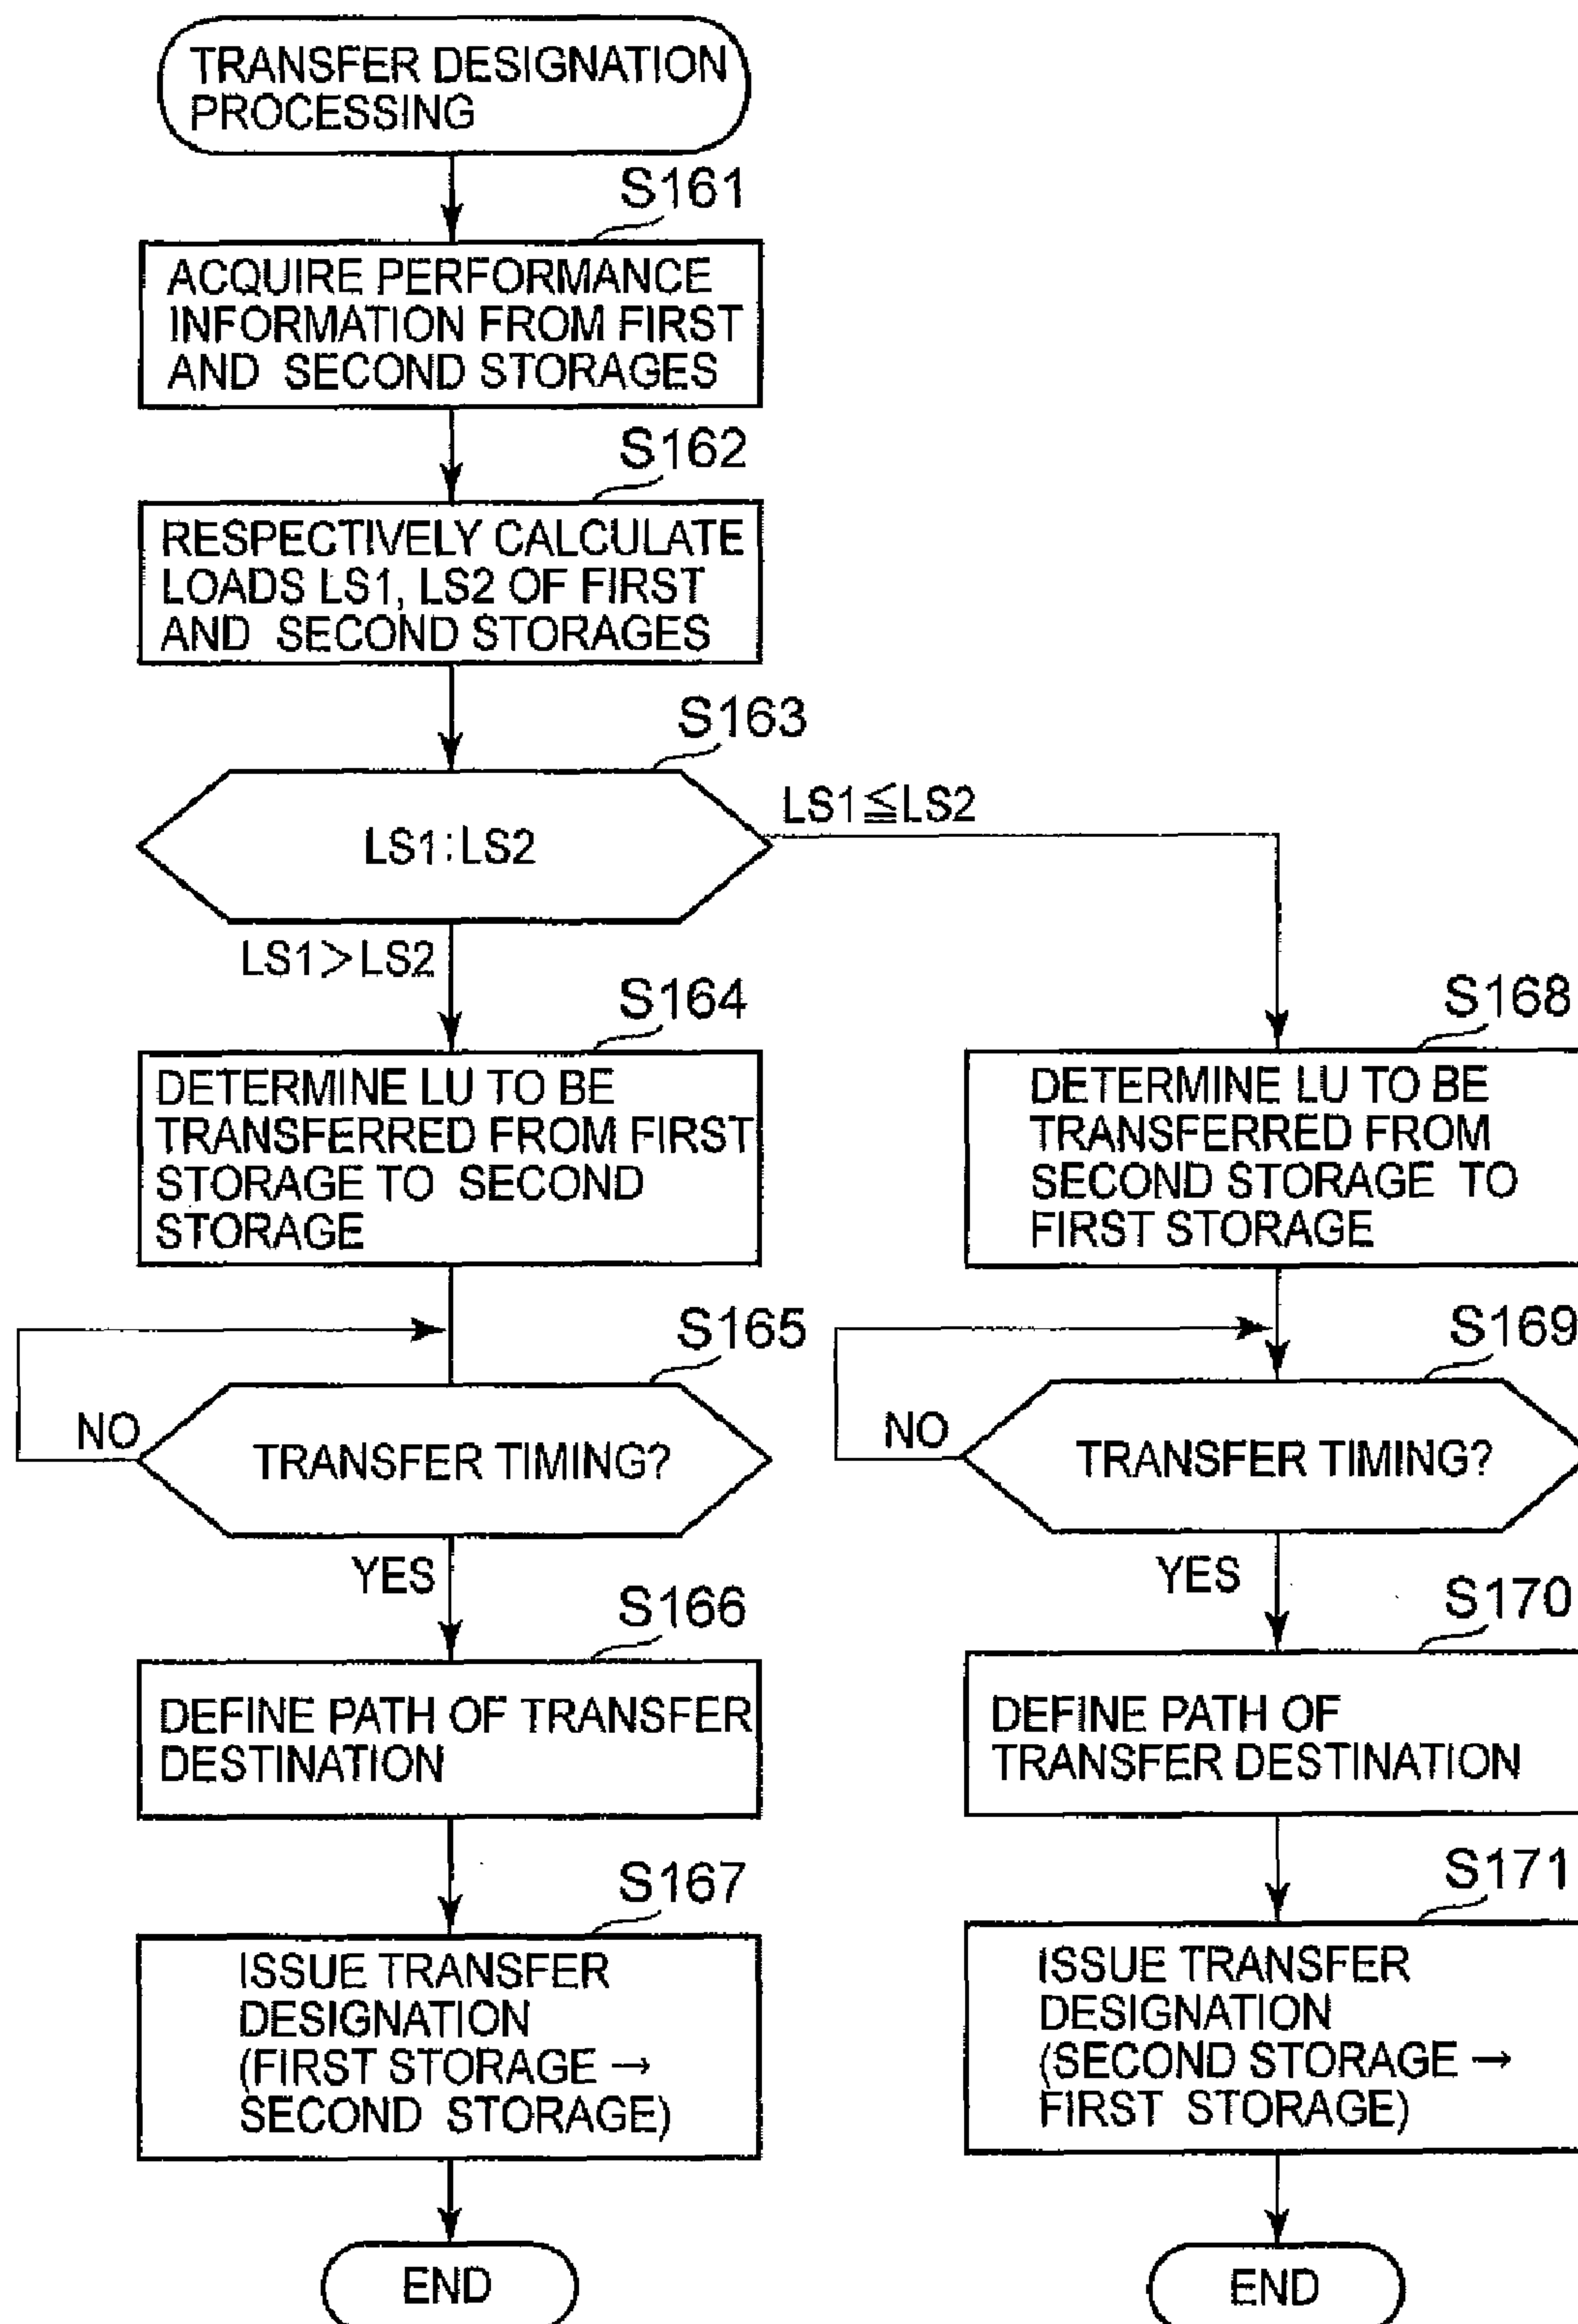 TRANSFER DESIGNATION
PROCESSING
S161
ACQUIRE PERFORMANCE
INFORMATION FROM FIRST
AND SECOND STORAGES
S162
RESPECTIVELY CALCULATE
LOADS LS1, LS2 OF FIRST
AND SECOND STORAGES
S163
LS1:LS2
LS1≦LS2
LS1>LS2
S164
DETERMINE LU TO BE
TRANSFERRED FROM FIRST
STORAGE TO SECOND
STORAGE
S165
NO
TRANSFER TIMING?
YES
S166
DEFINE PATH OF TRANSFER
DESTINATION
S167
ISSUE TRANSFER
DESIGNATION
(FIRST STORAGE →
SECOND STORAGE)
END
S168
DETERMINE LU TO BE
TRANSFERRED FROM
SECOND STORAGE TO
FIRST STORAGE
S169
NO
TRANSFER TIMING?
YES
S170
DEFINE PATH OF
TRANSFER DESTINATION
S171
ISSUE TRANSFER
DESIGNATION
(SECOND STORAGE →
FIRST STORAGE)
END